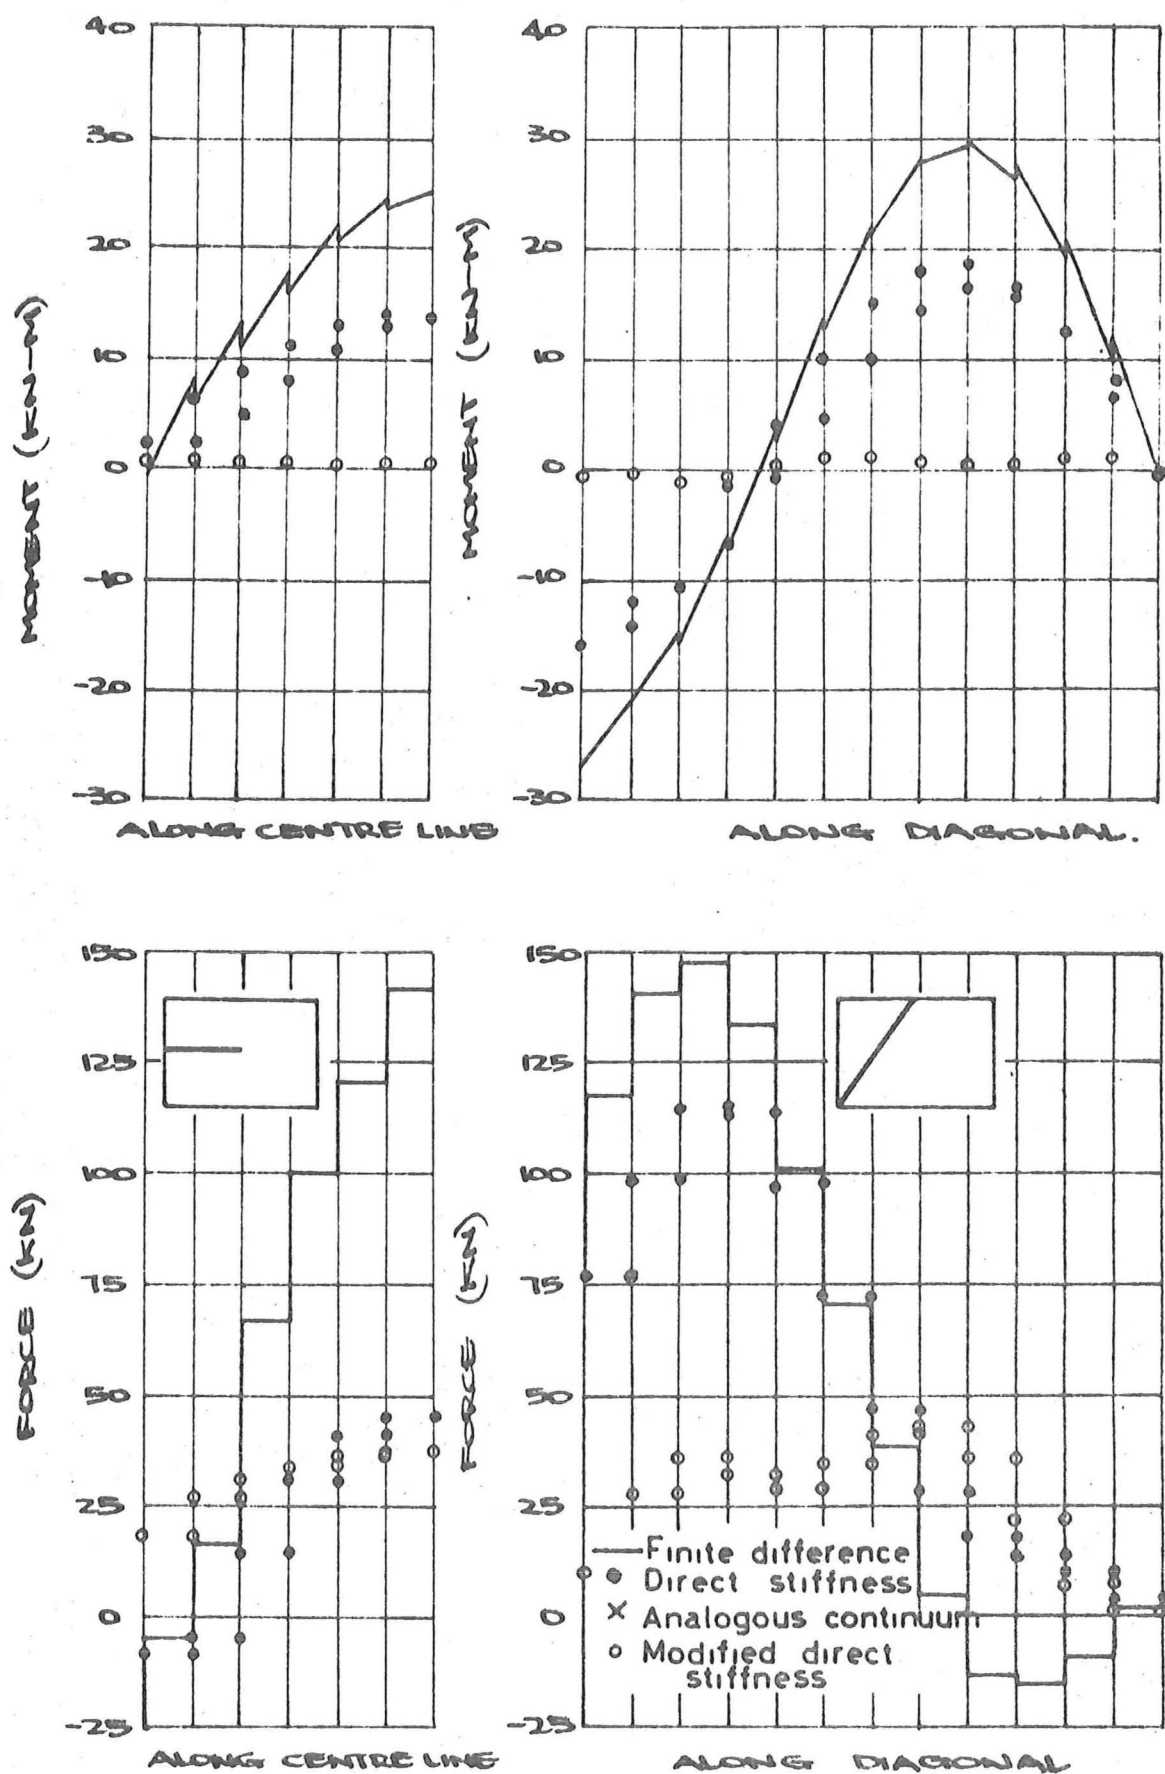 40
30
20
10
0
-10
-20
-30
MOMENT (KN-M)
ALONG CENTRE LINE
40
30
20
10
0
-10
-20
-30
MOMENT (KN-M)
ALONG DIAGONAL.
150
125
100
75
50
25
0
-25
FORCE (KN)
ALONG CENTRE LINE
150
125
100
75
50
25
0
-25
FORCE (KN)
Finite difference
Direct stiffness
Analogous continuum
Modified direct
stiffness
ALONG DIAGONAL